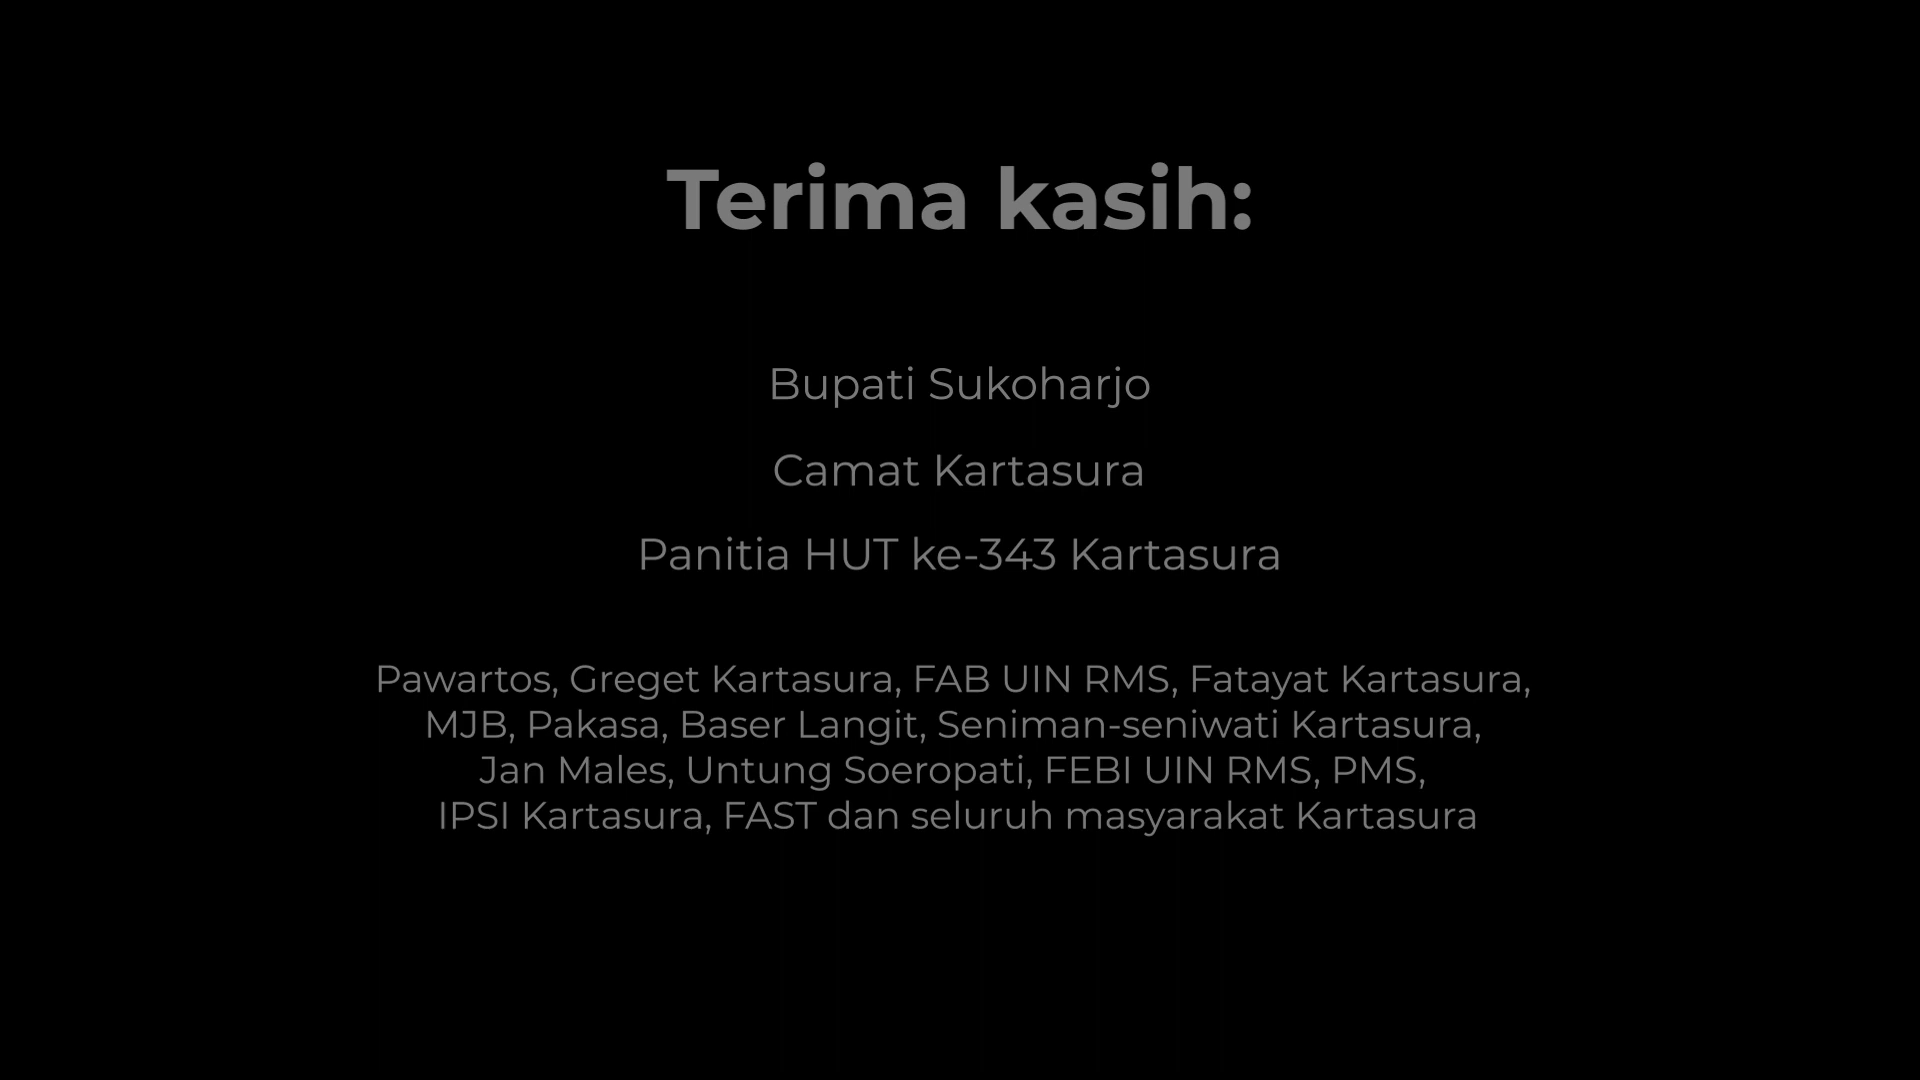 Terima kasih:
Bupati Sukoharjo
Camat Kartasura
Panitia HUT ke-343 Kartasura
Pawartos, Greget Kartasura, FAB UIN RMS, Fatayat Kartasura,
MJB, Pakasa, Baser Langit, Seniman-seniwati Kartasura,
Jan Males, Untung Soeropati, FEBI UIN RMS, PMS,
IPSI Kartasura, FAST dan seluruh masyarakat Kartasura